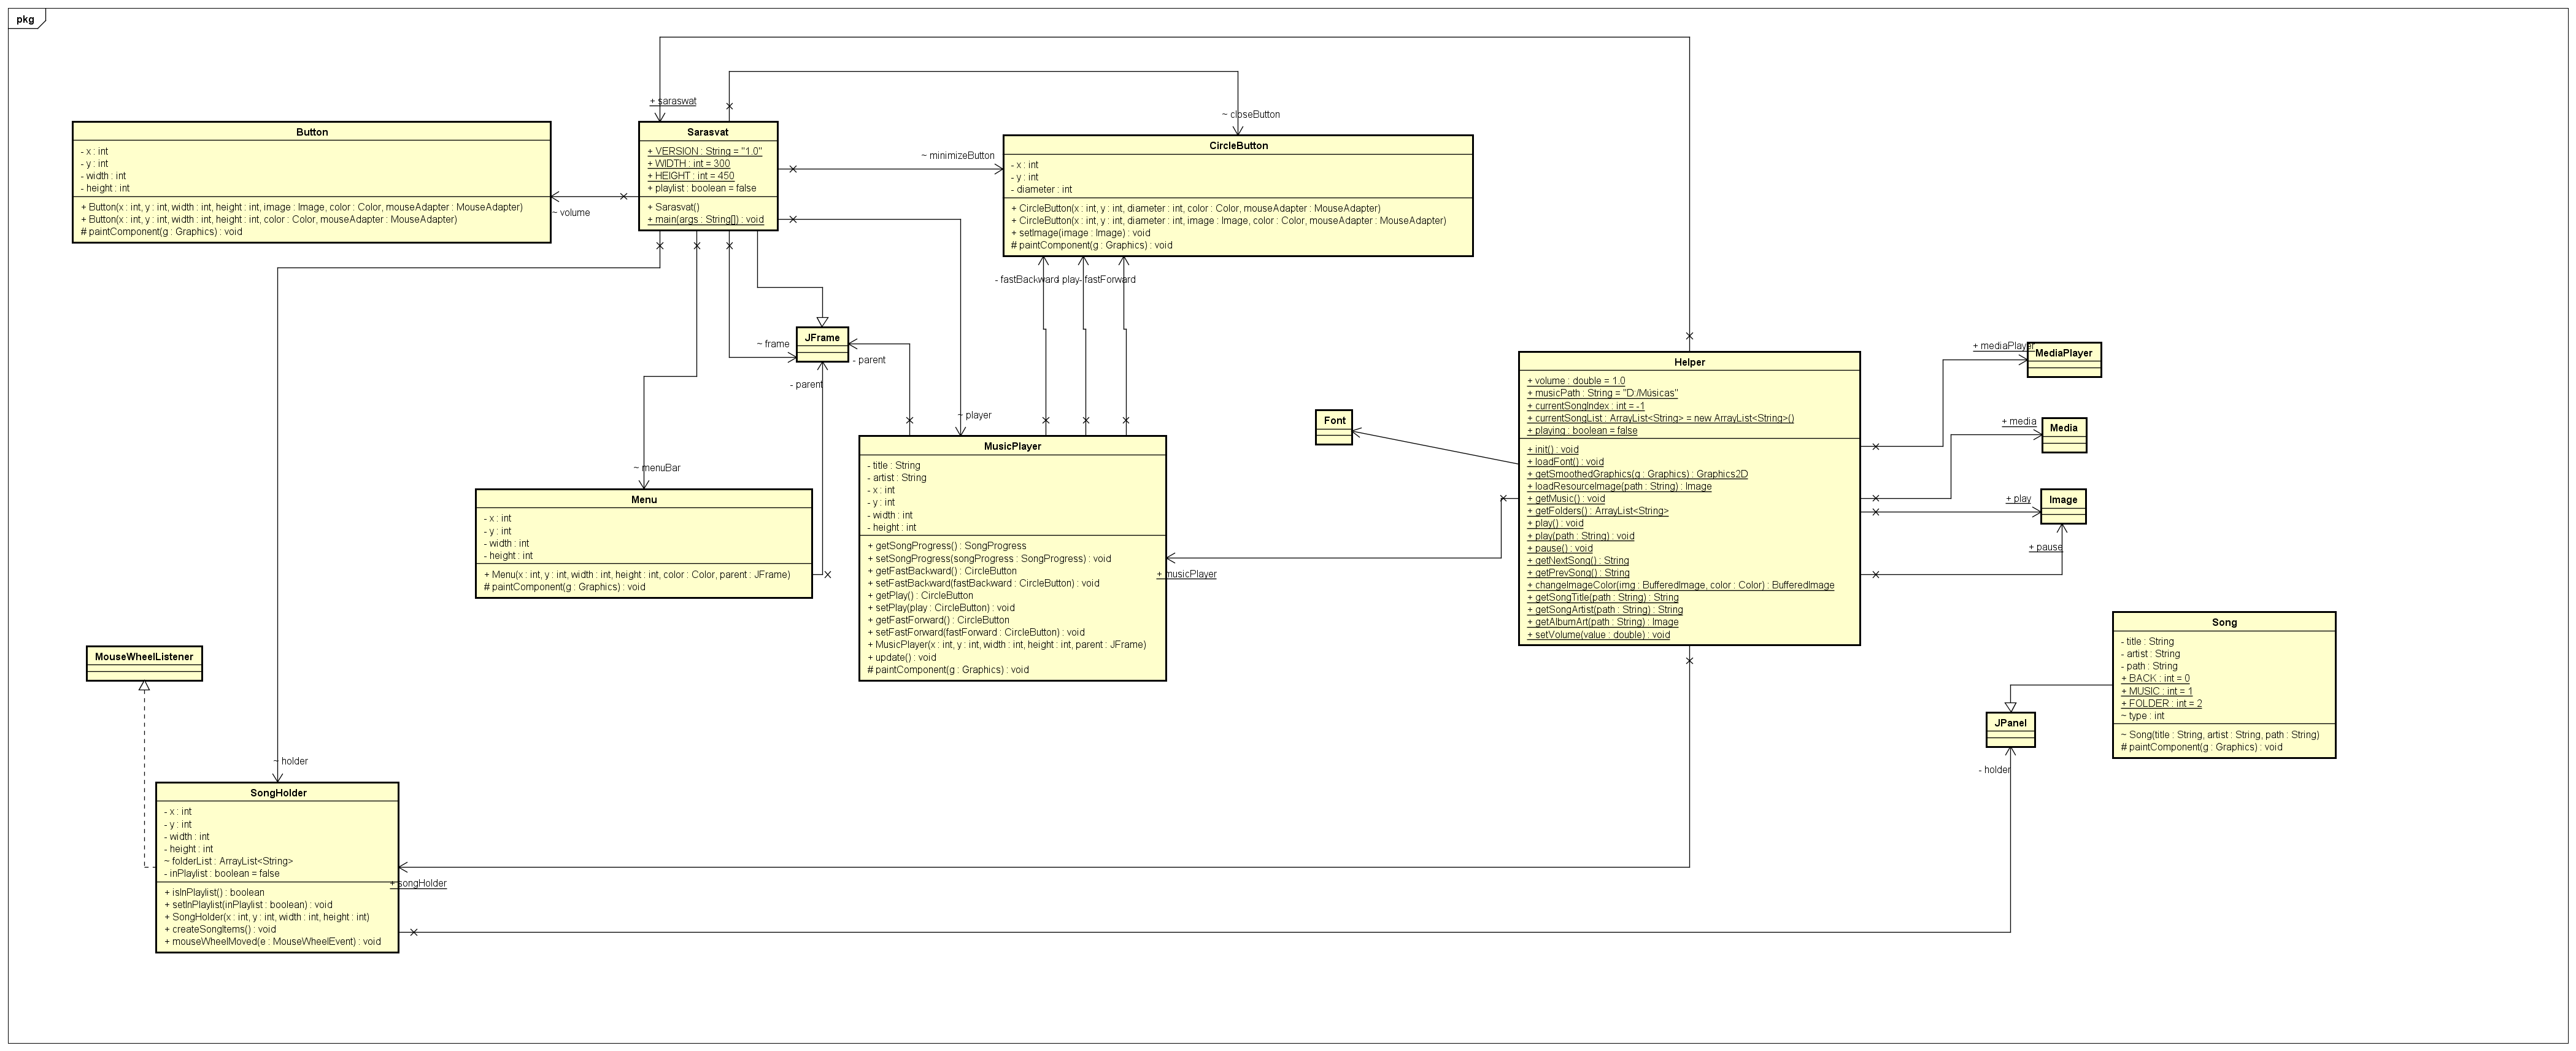 pkg
+ saraswat
~ closeButton
Button
- x : int
- y : int
- width : int
- height : int
+ Button(x : int, y : int, width : int, height : int, image : Image, color : Color, mouseAdapter : MouseAdapter)
+ Button(x : int, y : int, width : int, height : int, color : Color, mouseAdapter : MouseAdapter)
# paintComponent(g : Graphics) : void
~ volume
Sarasvat
+ VERSION : String = "1.0"
+ WIDTH : int = 300
+ HEIGHT : int = 450
+ playlist : boolean = false
+ Sarasvat()
+ main(args : String[]) : void
~ minimizeButton
CircleButton
- x : int
- y : int
- diameter : int
+ CircleButton(x : int, y : int, diameter : int, color : Color, mouseAdapter : MouseAdapter)
+ CircleButton(x : int, y : int, diameter : int, image : Image, color : Color, mouseAdapter : MouseAdapter)
+ setImage(image : Image) : void
# paintComponent(g : Graphics) : void
- fastBackward
play
- fastForward
JFrame
~ frame
- parent
- parent
~ player
~ menuBar
Menu
- x : int
- y : int
- width : int
- height : int
+ Menu(x : int, y : int, width : int, height : int, color : Color, parent : JFrame)
# paintComponent(g : Graphics) : void
MusicPlayer
- title : String
- artist : String
- x : int
- y : int
- width : int
- height : int
+ getSongProgress() : SongProgress
+ setSongProgress(songProgress : SongProgress) : void
+ getFastBackward() : CircleButton
+ setFastBackward(fastBackward : CircleButton) : void
+ getPlay() : CircleButton
+ setPlay(play : CircleButton) : void
+ getFastForward() : CircleButton
+ setFastForward(fastForward : CircleButton) : void
+ MusicPlayer(x : int, y : int, width : int, height : int, parent : JFrame)
+ update() : void
# paintComponent(g : Graphics) : void
+ musicPlayer
Font
Helper
+ volume : double = 1.0
+ musicPath : String = "D:/Músicas"
+ currentSongIndex : int = -1
+ currentSongList : ArrayList<String> = new ArrayList<String>()
+ playing : boolean = false
+ init() : void
+ loadFont() : void
+ getSmoothedGraphics(g : Graphics) : Graphics2D
+ loadResourceImage(path : String) : Image
+ getMusic() : void
+ getFolders() : ArrayList<String>
+ play() : void
+ play(path : String) : void
+ pause() : void
+ getNextSong() : String
+ getPrevSong() : String
+ changeImageColor(img : BufferedImage, color : Color) : BufferedImage
+ getSongTitle(path : String) : String
+ getSongArtist(path : String) : String
+ getAlbumArt(path : String) : Image
+ setVolume(value : double) : void
+ mediaPlayer
MediaPlayer
+ media
Media
+ play
Image
+ pause
Song
- title : String
- artist : String
- path : String
+ BACK : int = 0
+ MUSIC : int = 1
+ FOLDER : int = 2
~ type : int
~ Song(title : String, artist : String, path : String)
# paintComponent(g : Graphics) : void
JPanel
- holder
MouseWheelListener
~ holder
SongHolder
- x : int
- y : int
- width : int
- height : int
~ folderList : ArrayList<String>
- inPlaylist : boolean = false
+ isInPlaylist() : boolean
+ setInPlaylist(inPlaylist : boolean) : void
+ SongHolder(x : int, y : int, width : int, height : int)
+ createSongItems() : void
+ mouseWheelMoved(e : MouseWheelEvent) : void
+ songHolder